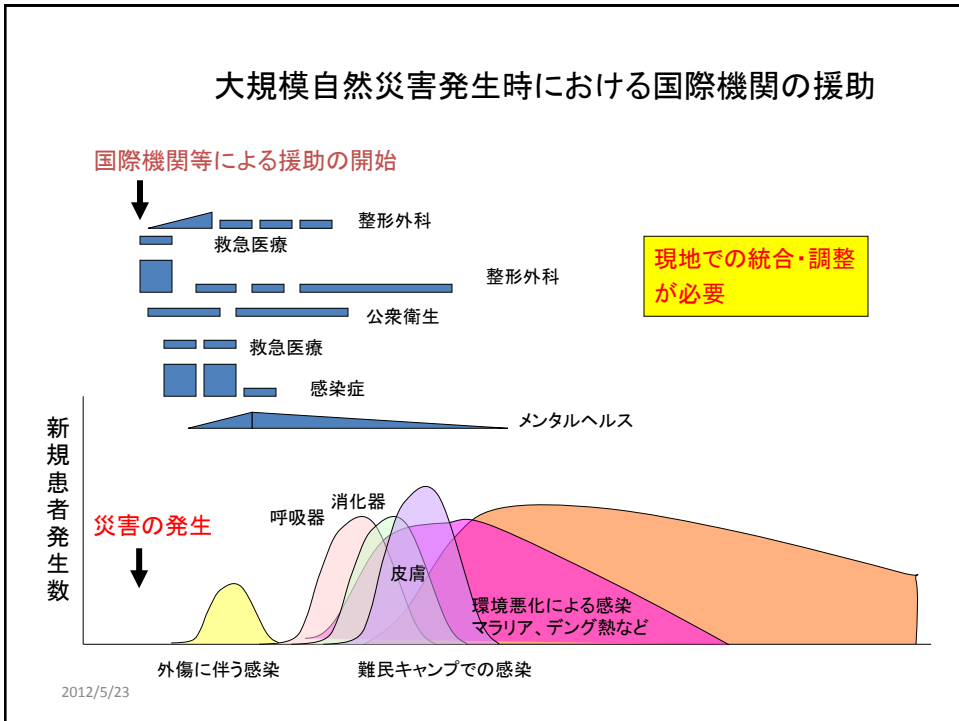 大規模自然災害発生時における国際機関の援助
国際機関等による援助の開始
整形外科
救急医療
現地での統合・調整
が必要
整形外科
公衆衛生
救急医療
感染症
メンタルヘルス
新規患者発生数
消化器
呼吸器
災害の発生
皮膚
環境悪化による感染
マラリア、デング熱など
外傷に伴う感染
難民キャンプでの感染
2012/5/23